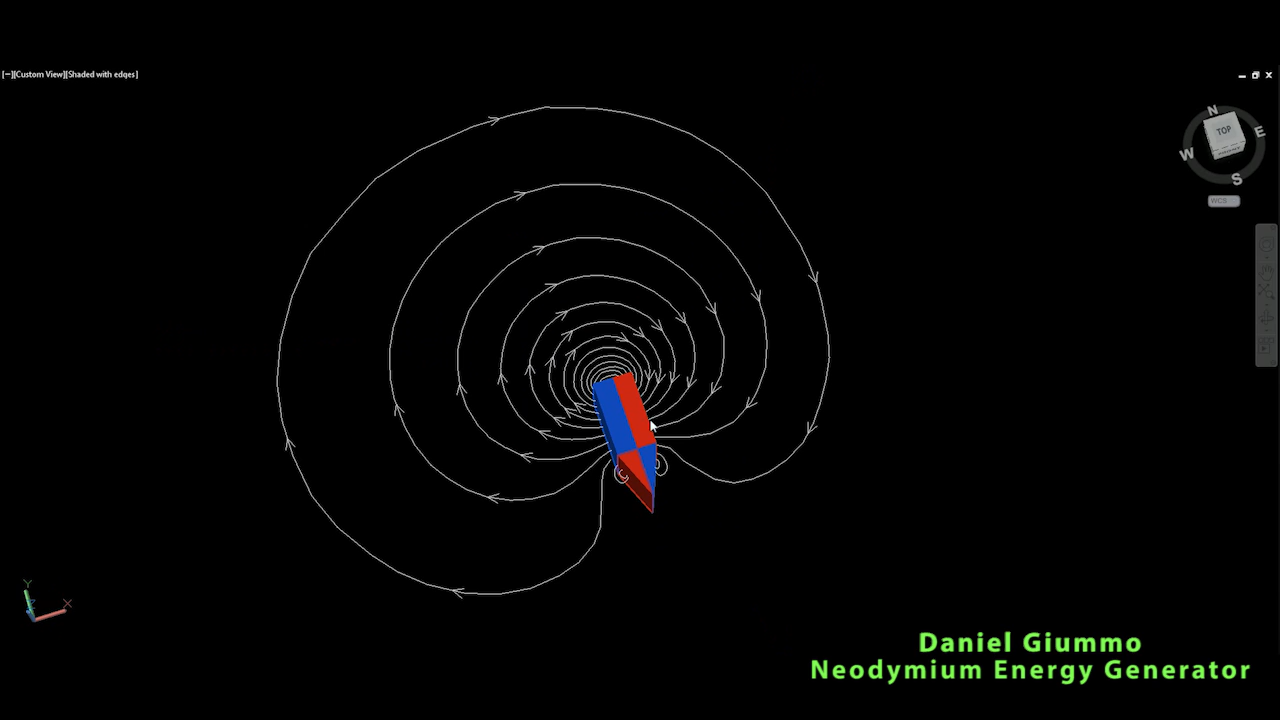 [−][Custom View][Shaded with edges]
N
TOP
E
W
S
WCS
Y
X
Daniel Giummo
Neodymium Energy Generator